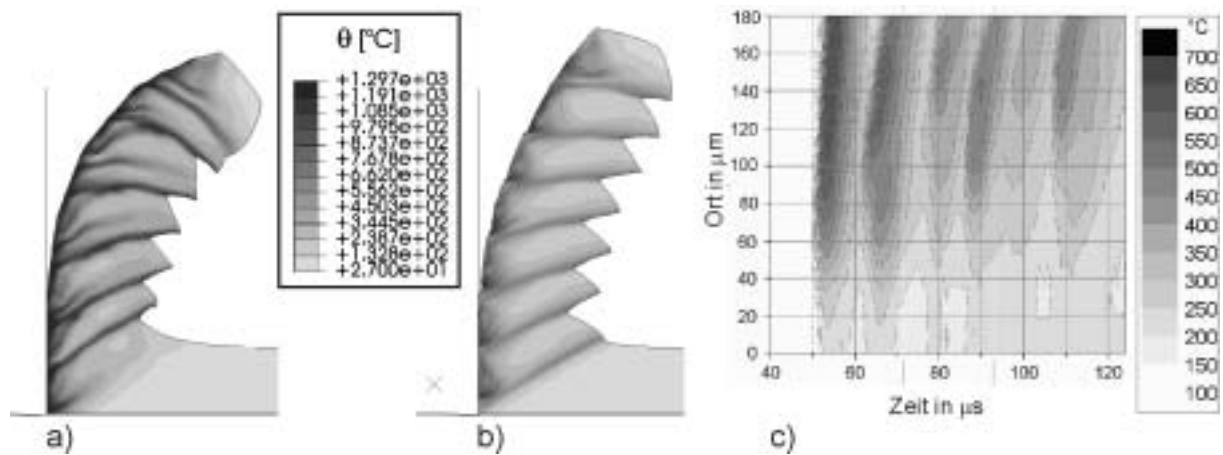 θ [°C]
+1.297e+03
+1.191e+03
+1.085e+03
+9.795e+02
+8.737e+02
+7.678e+02
+6.620e+02
+5.562e+02
+4.503e+02
+3.445e+02
+2.387e+02
+1.328e+02
+2.700e+01
a)
b)
180
160
140
120
100
80
60
40
20
0
Ort in µm
40 60 80 100 120
Zeit in µs
c)
°C
700
650
600
550
500
450
400
350
300
250
200
150
100